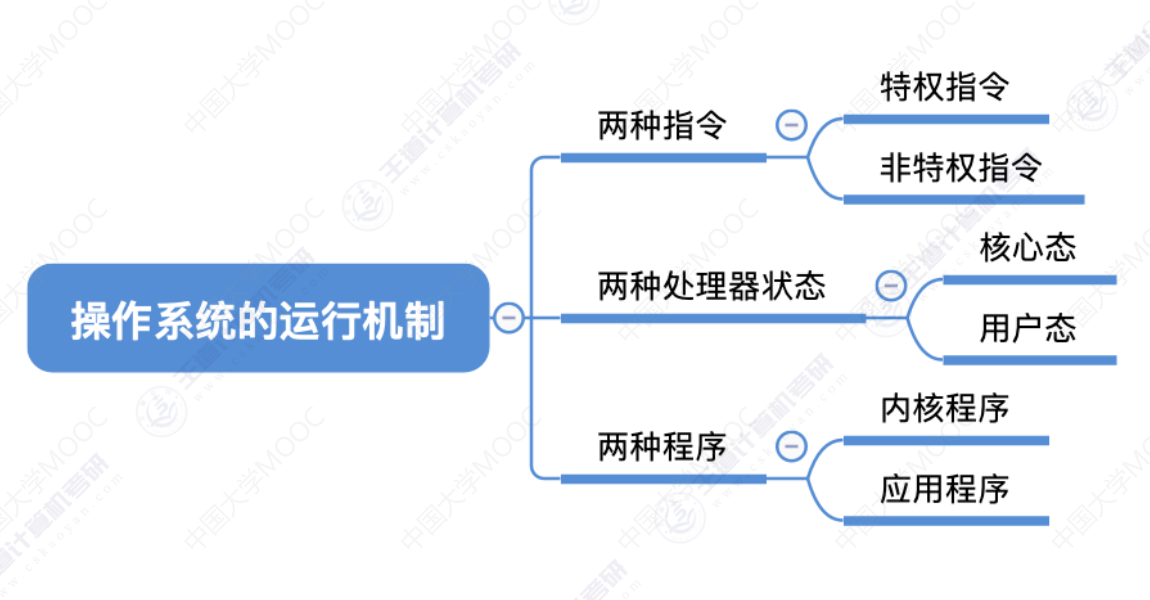 操作系统的运行机制
两种指令
特权指令
非特权指令
两种处理器状态
核心态
用户态
两种程序
内核程序
应用程序
中国大学MOOC
王道计算机考研
www.cskaoyan.com